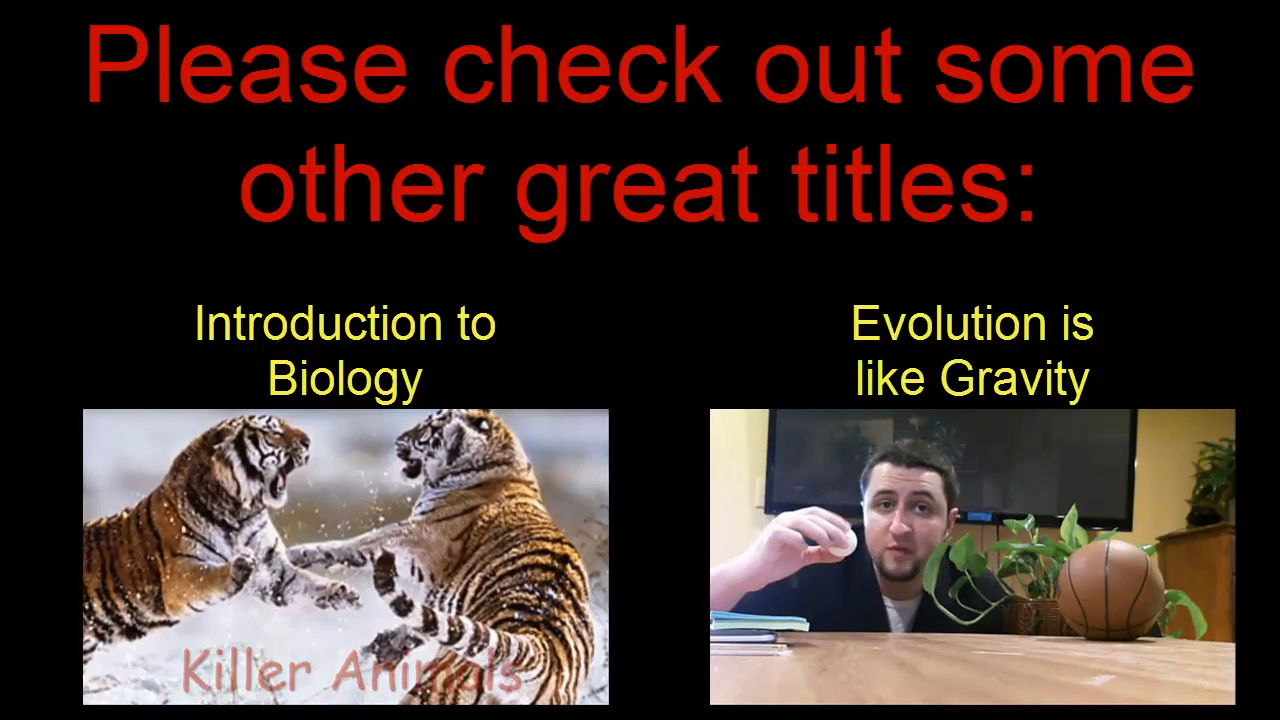 Please check out some
other great titles:
Introduction to
Biology
Evolution is
like Gravity
Killer Animals